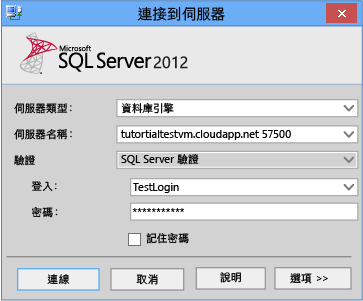 連接到伺服器
Microsoft
SQL Server 2012
伺服器類型: 資料庫引擎
伺服器名稱: tutortialtestvm.cloudapp.net 57500
驗證 SQL Server 驗證
登入: TestLogin
密碼: ***********
記住密碼
連線 取消 說明 選項 >>